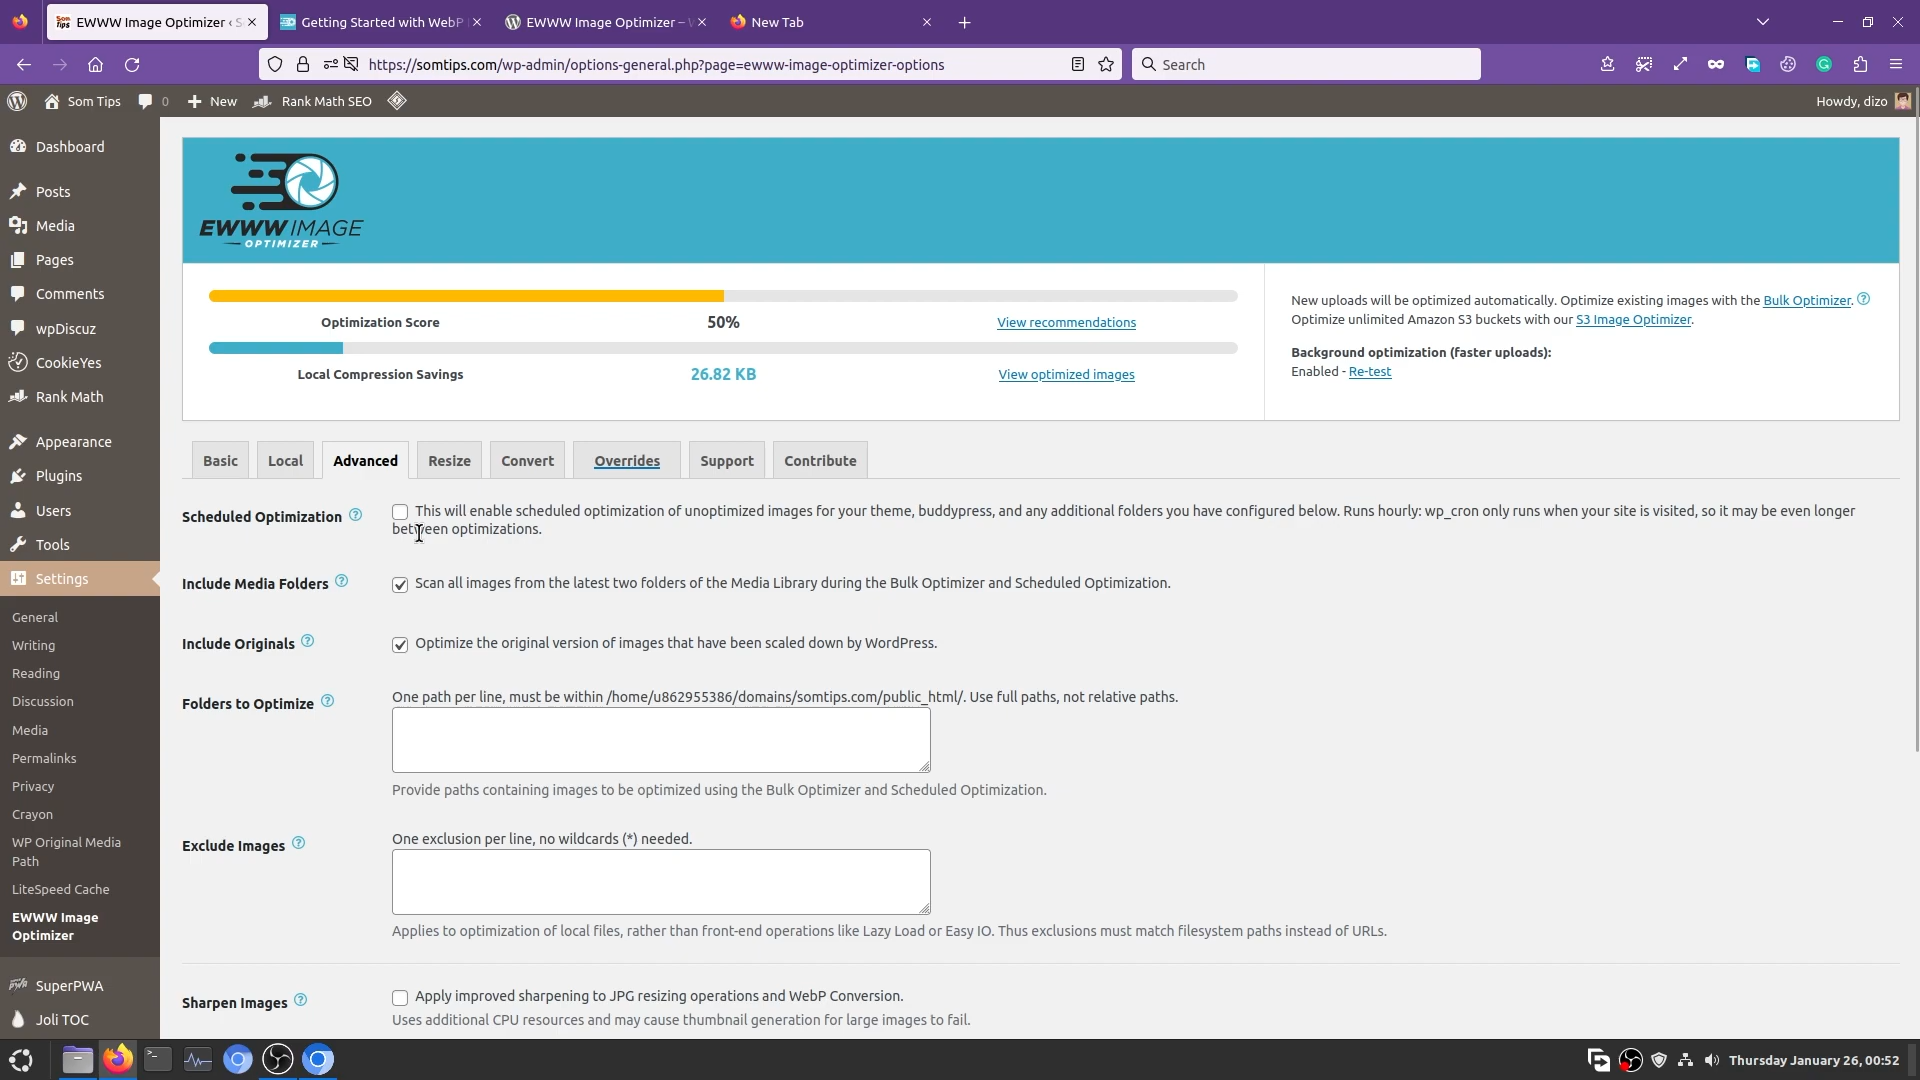 EWWW Image Optimizer ‹ S
Getting Started with WebP
EWWW Image Optimizer –
New Tab
https://somtips.com/wp-admin/options-general.php?page=ewww-image-optimizer-options
Search
Som Tips
0
New
Rank Math SEO
Howdy, dizo
Dashboard
Posts
Media
Pages
Comments
wpDiscuz
CookieYes
Rank Math
Appearance
Plugins
Users
Tools
Settings
General
Writing
Reading
Discussion
Media
Permalinks
Privacy
Crayon
WP Original Media
Path
LiteSpeed Cache
EWWW Image
Optimizer
SuperPWA
Joli TOC
EWWW IMAGE
OPTIMIZER
Optimization Score
50%
View recommendations
Local Compression Savings
26.82 KB
View optimized images
New uploads will be optimized automatically. Optimize existing images with the Bulk Optimizer.
Optimize unlimited Amazon S3 buckets with our S3 Image Optimizer.
Background optimization (faster uploads):
Enabled - Re-test
Basic
Local
Advanced
Resize
Convert
Overrides
Support
Contribute
Scheduled Optimization
This will enable scheduled optimization of unoptimized images for your theme, buddypress, and any additional folders you have configured below. Runs hourly: wp_cron only runs when your site is visited, so it may be even longer
between optimizations.
Include Media Folders
Scan all images from the latest two folders of the Media Library during the Bulk Optimizer and Scheduled Optimization.
Include Originals
Optimize the original version of images that have been scaled down by WordPress.
Folders to Optimize
One path per line, must be within /home/u862955386/domains/somtips.com/public_html/. Use full paths, not relative paths.
Provide paths containing images to be optimized using the Bulk Optimizer and Scheduled Optimization.
Exclude Images
One exclusion per line, no wildcards (*) needed.
Applies to optimization of local files, rather than front-end operations like Lazy Load or Easy IO. Thus exclusions must match filesystem paths instead of URLs.
Sharpen Images
Apply improved sharpening to JPG resizing operations and WebP Conversion.
Uses additional CPU resources and may cause thumbnail generation for large images to fail.
Thursday January 26, 00:52